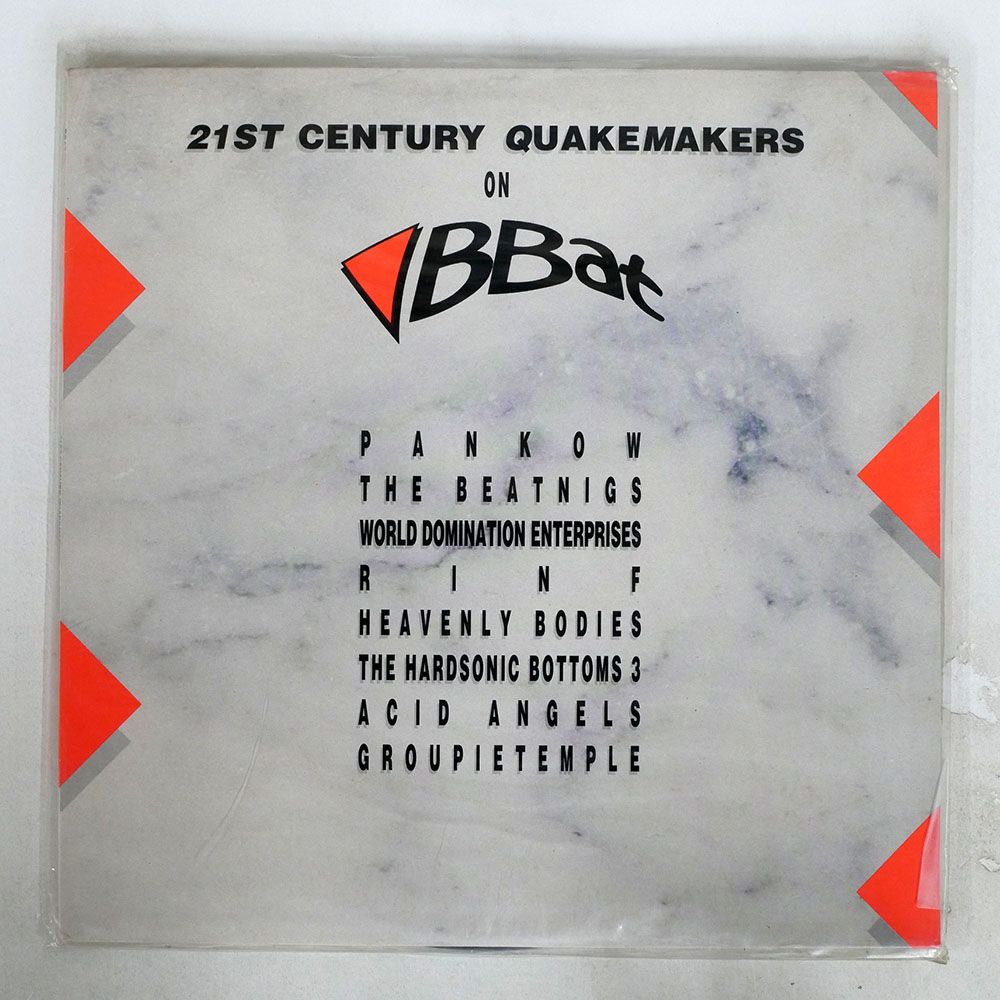 21ST CENTURY QUAKEMAKERS
ON
BBat
PANKOW
THE BEATNIGS
WORLD DOMINATION ENTERPRISES
RINF
HEAVENLY BODIES
THE HARDSONIC BOTTOMS 3
ACID ANGELS
GROUPIETEMPLE